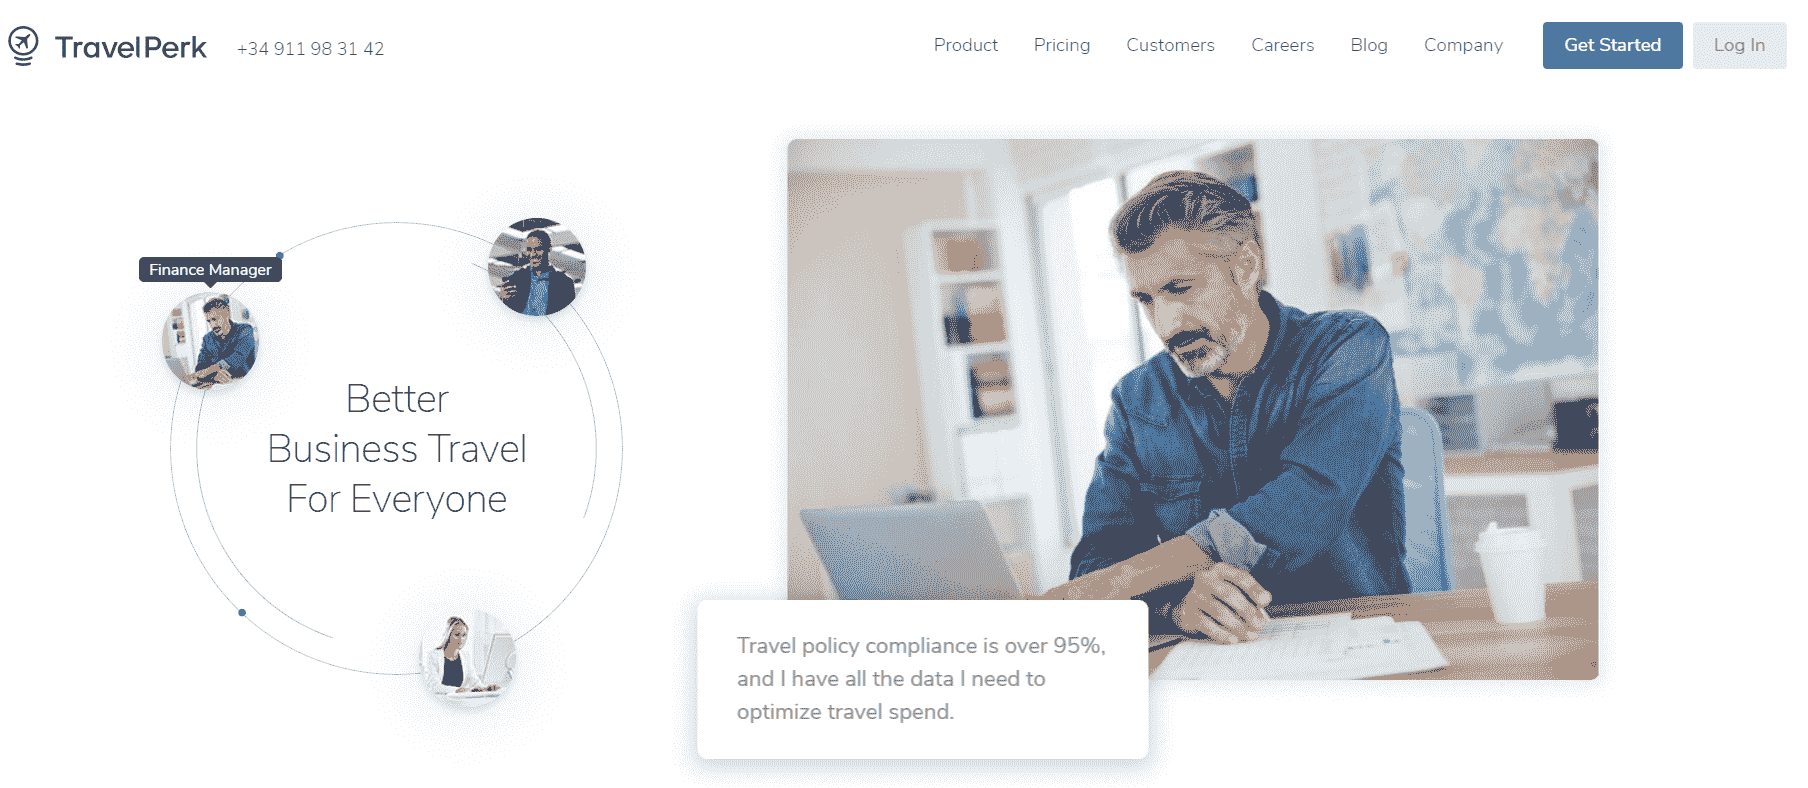 TravelPerk
+34 911 98 31 42
Product
Pricing
Customers
Careers
Blog
Company
Get Started
Log In
Finance Manager
Better
Business Travel
For Everyone
Travel policy compliance is over 95%,
and I have all the data I need to
optimize travel spend.